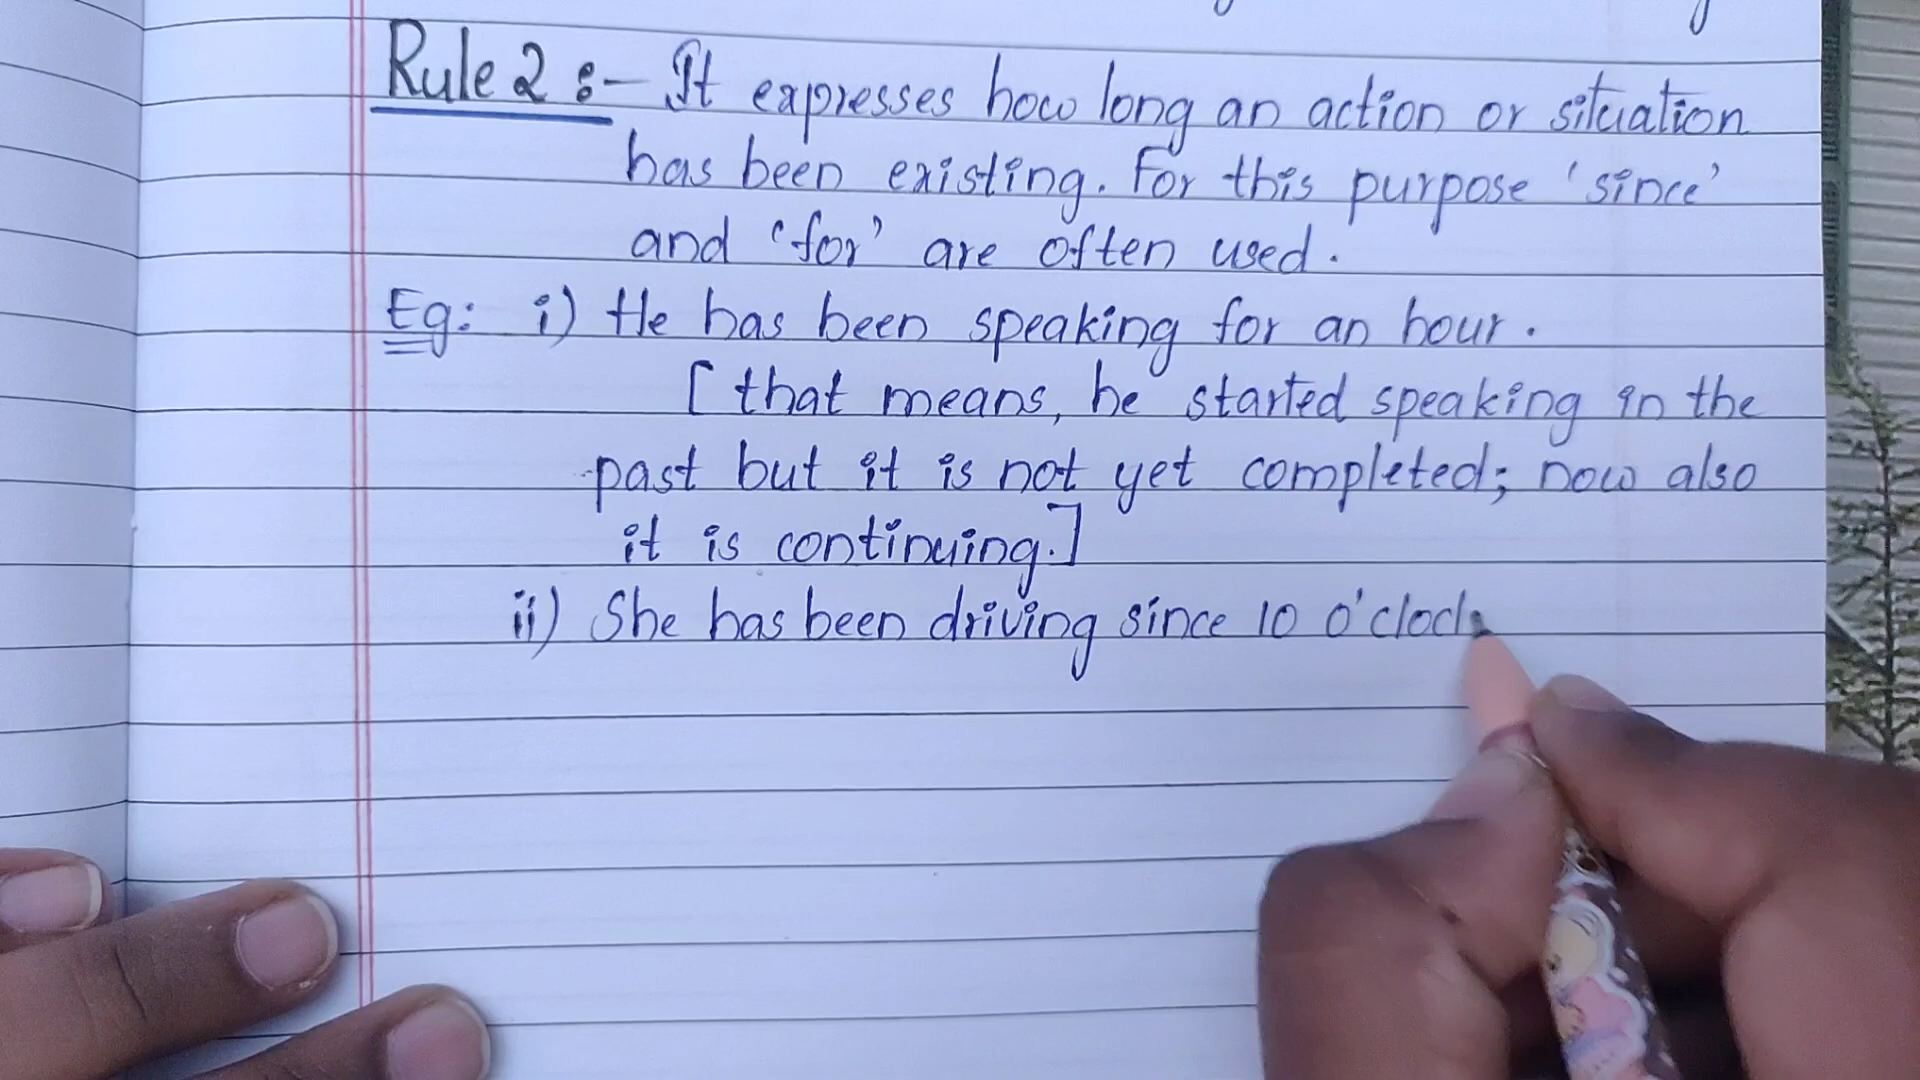 Rule 2 :- It expresses how long an action or situation
has been existing. For this purpose 'since'
and 'for' are often used.
Eg: i) He has been speaking for an hour.
[ that means, he started speaking in the
past but it is not yet completed; now also
it is continuing.]
ii) She has been driving since 10 o'clock